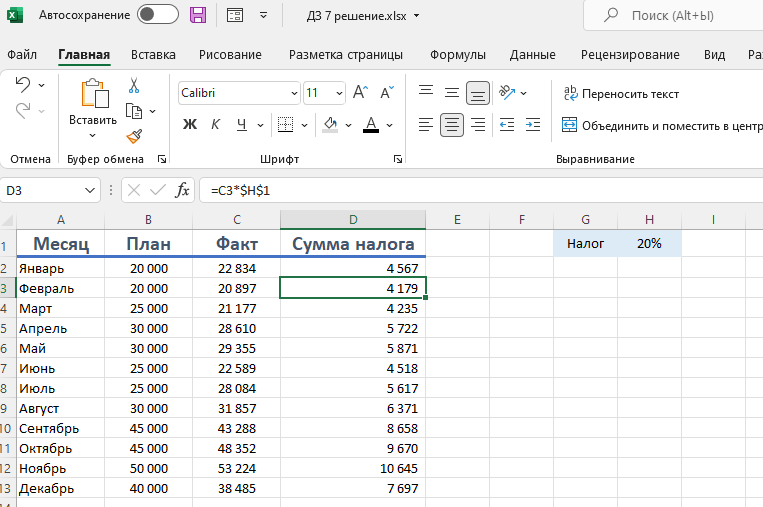 Автосохранение ДЗ 7 решение.xlsx Поиск (Alt+Ы)
Файл Главная Вставка Рисование Разметка страницы Формулы Данные Рецензирование Вид Ра
Вставить
Calibri 11
Ж К Ч А
Переносить текст
Объединить и поместить в центр
Отмена Буфер обмена Шрифт Выравнивание
D3 fx =C3*$H$1
A B C D E F G H I
1 Месяц План Факт Сумма налога Налог 20%
2 Январь 20 000 22 834 4 567
3 Февраль 20 000 20 897 4 179
4 Март 25 000 21 177 4 235
5 Апрель 30 000 28 610 5 722
6 Май 30 000 29 355 5 871
7 Июнь 25 000 22 589 4 518
8 Июль 25 000 28 084 5 617
9 Август 30 000 31 857 6 371
10 Сентябрь 45 000 43 288 8 658
11 Октябрь 45 000 48 352 9 670
12 Ноябрь 50 000 53 224 10 645
13 Декабрь 40 000 38 485 7 697
14